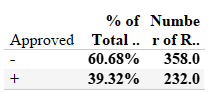 % of Numbe
Approved Total .. r of R..
- 60.68% 358.0
+ 39.32% 232.0